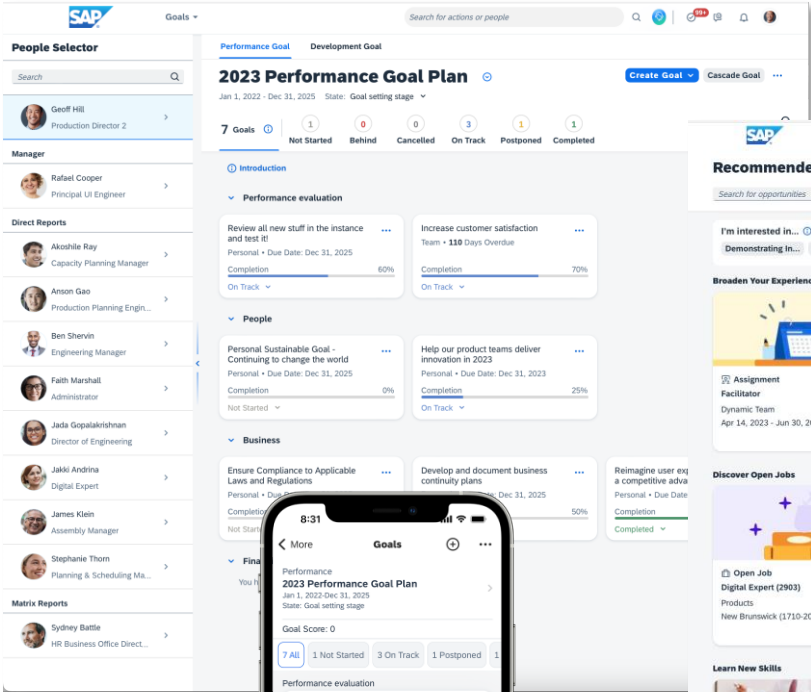 SAP
Goals
Search for actions or people
99+
People Selector
Search
Geoff Hill
Production Director 2
Manager
Rafael Cooper
Principal UI Engineer
Direct Reports
Akoshile Ray
Capacity Planning Manager
Anson Gao
Production Planning Engin...
Ben Shervin
Engineering Manager
Faith Marshall
Administrator
Jada Gopalakrishnan
Director of Engineering
Jakki Andrina
Digital Expert
James Klein
Assembly Manager
Stephanie Thorn
Planning & Scheduling Ma...
Matrix Reports
Sydney Battle
HR Business Office Direct...
Performance Goal
Development Goal
2023 Performance Goal Plan
Create Goal
Cascade Goal
Jan 1, 2022 - Dec 31, 2025 State: Goal setting stage
7 Goals
1 Not Started
0 Behind
0 Cancelled
3 On Track
1 Postponed
1 Completed
Introduction
Performance evaluation
Review all new stuff in the instance
and test it!
Personal • Due Date: Dec 31, 2025
Completion 60%
On Track
Increase customer satisfaction
Team • 110 Days Overdue
Completion 70%
On Track
People
Personal Sustainable Goal -
Continuing to change the world
Personal • Due Date: Dec 31, 2025
Completion 0%
Not Started
Help our product teams deliver
innovation in 2023
Personal • Due Date: Dec 31, 2023
Completion 25%
On Track
Business
Ensure Compliance to Applicable
Laws and Regulations
Personal • Due
Completion
Not Start
Develop and document business
continuity plans
Dec 31, 2025
50%
Reimagine user exp
a competitive adva
Personal • Due Date
Completion
Completed
Fina
You h
8:31
More
Goals
Performance
2023 Performance Goal Plan
Jan 1, 2022-Dec 31, 2025
State: Goal setting stage
Goal Score: 0
7 All
1 Not Started
3 On Track
1 Postponed
1
Performance evaluation
SAP
Recommende
Search for opportunities
I'm interested in...
Demonstrating In...
Broaden Your Experienc
Assignment
Facilitator
Dynamic Team
Apr 14, 2023 - Jun 30, 20
Discover Open Jobs
Open Job
Digital Expert (2903)
Products
New Brunswick (1710-20
Learn New Skills